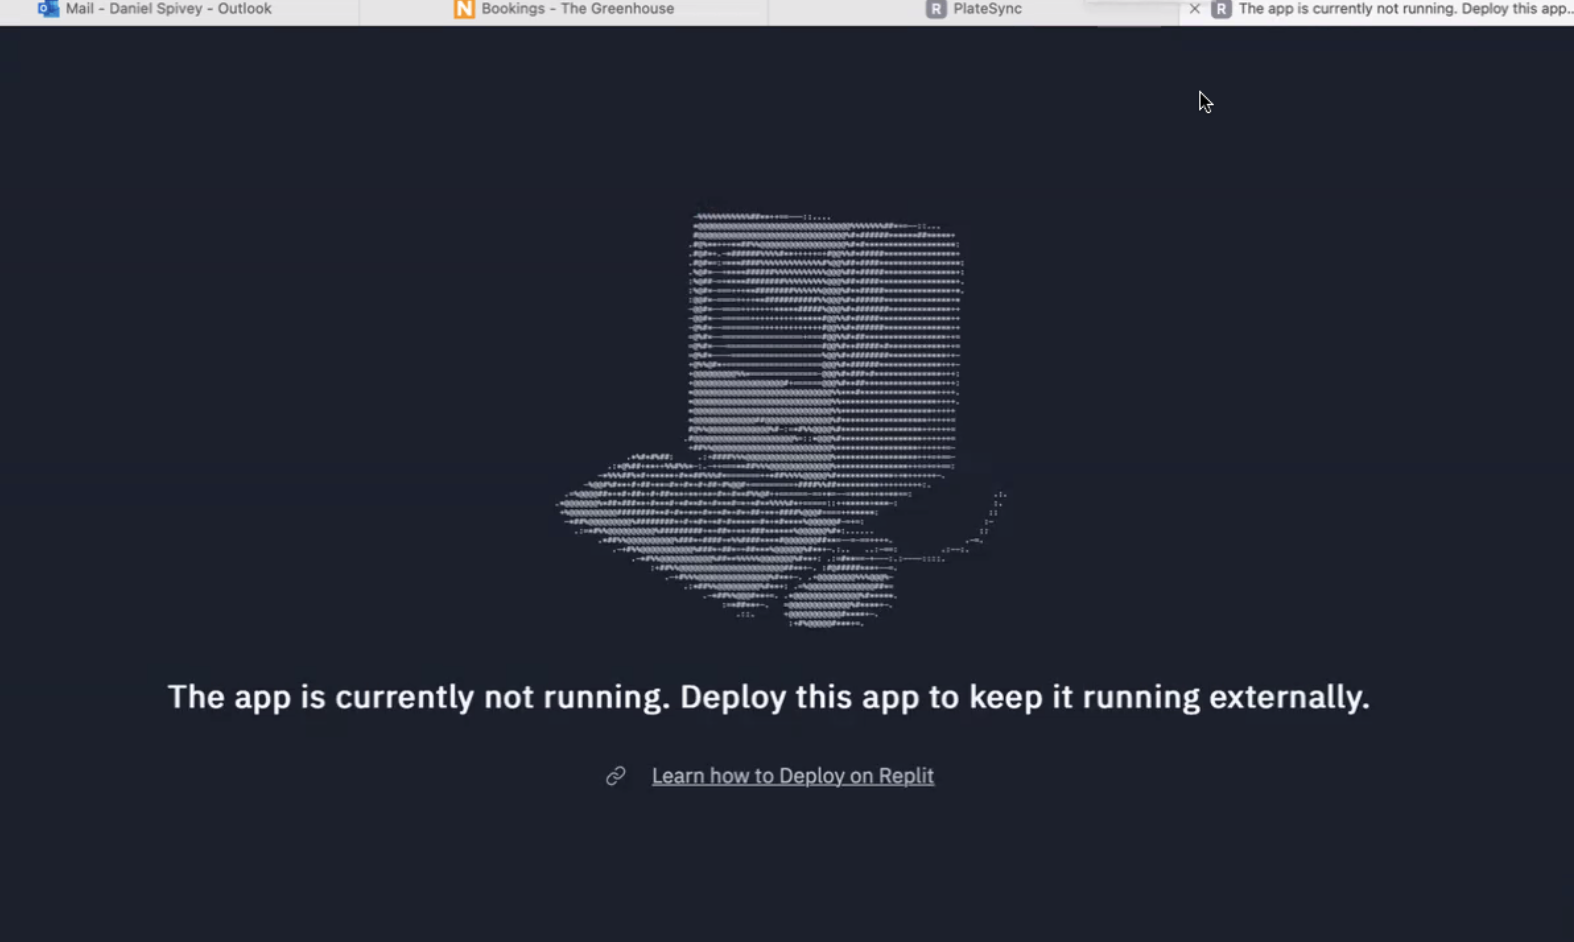 Mail - Daniel Spivey - Outlook
N Bookings - The Greenhouse
R PlateSync
R The app is currently not running. Deploy this app...
The app is currently not running. Deploy this app to keep it running externally.
Learn how to Deploy on Replit